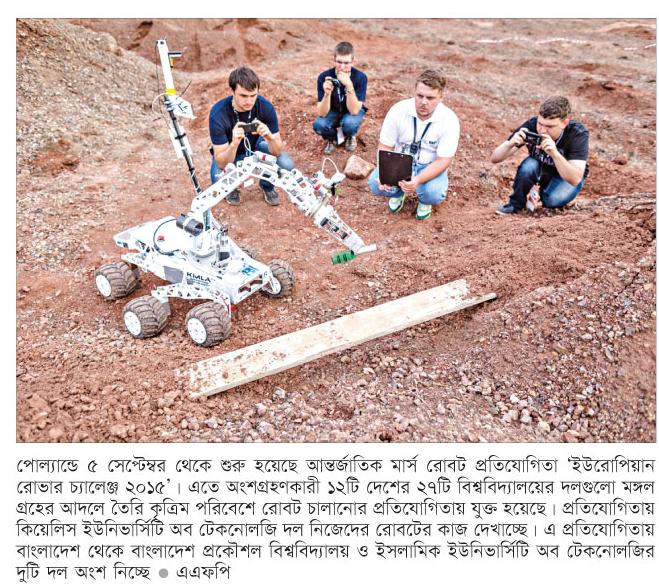 KMLA
পোল্যান্ডে ৫ সেপ্টেম্বর থেকে শুরু হয়েছে আন্তর্জাতিক মার্স রোবট প্রতিযোগিতা ‘ইউরোপিয়ান
রোভার চ্যালেঞ্জ ২০১৫’। এতে অংশগ্রহণকারী ১২টি দেশের ২৭টি বিশ্ববিদ্যালয়ের দলগুলো মঙ্গল
গ্রহের আদলে তৈরি কৃত্রিম পরিবেশে রোবট চালানোর প্রতিযোগিতায় যুক্ত হয়েছে। প্রতিযোগিতায়
কিয়েলিস ইউনিভার্সিটি অব টেকনোলজি দল নিজেদের রোবটের কাজ দেখাচ্ছে। এ প্রতিযোগিতায়
বাংলাদেশ থেকে বাংলাদেশ প্রকৌশল বিশ্ববিদ্যালয় ও ইসলামিক ইউনিভার্সিটি অব টেকনোলজির
দুটি দল অংশ নিচ্ছে ● এএফপি